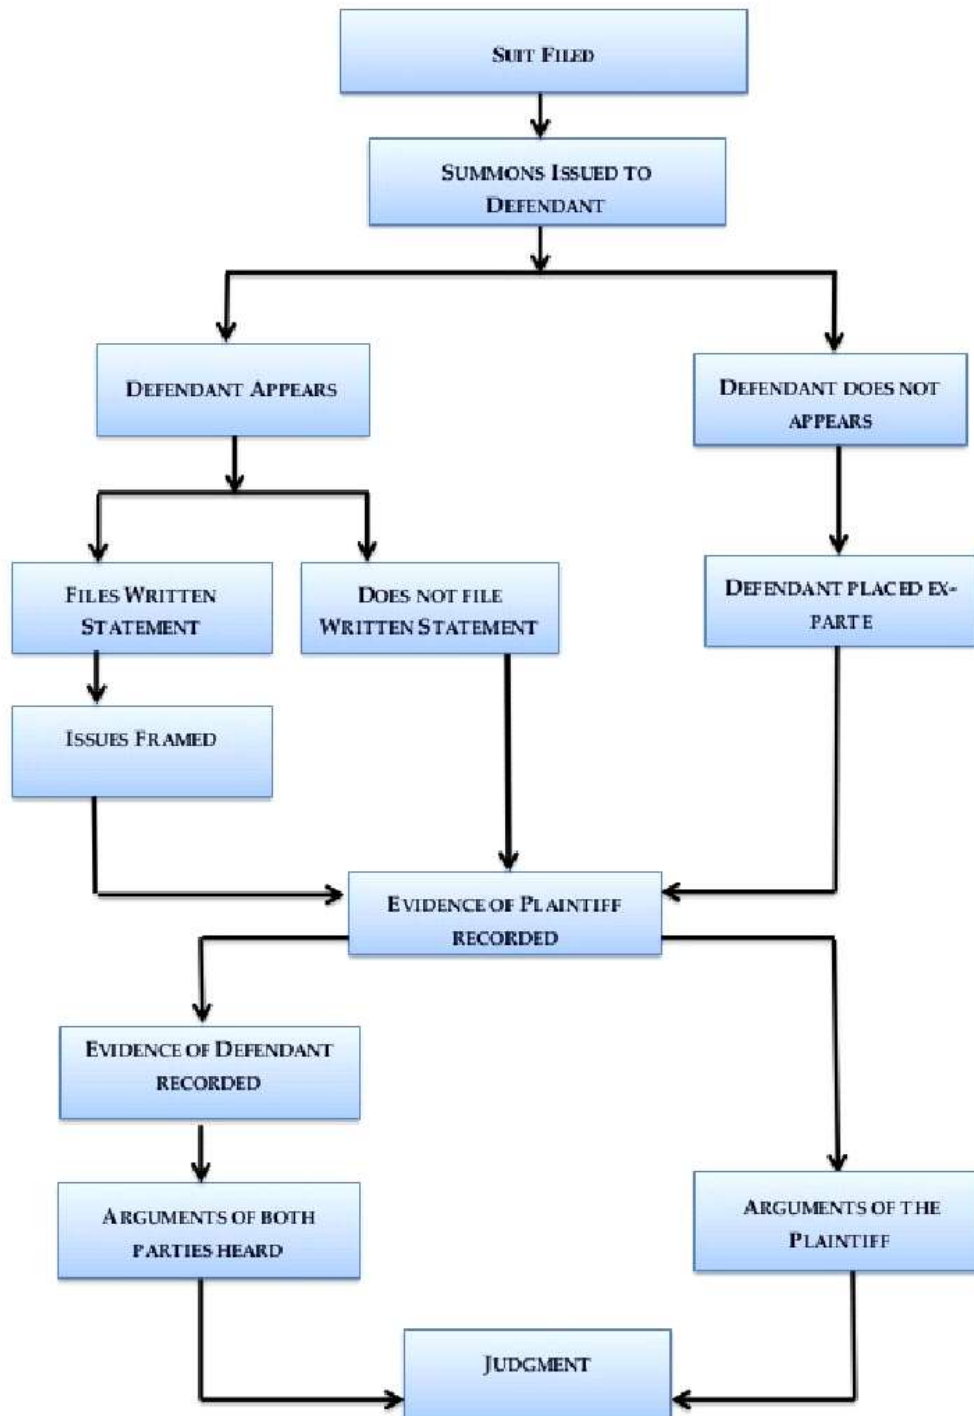 SUIT FILED
SUMMONS ISSUED TO
DEFENDANT
DEFENDANT APPEARS
DEFENDANT DOES NOT
APPEARS
FILES WRITTEN
STATEMENT
DOES NOT FILE
WRITTEN STATEMENT
DEFENDANT PLACED EX-
PARTE
ISSUES FRAMED
EVIDENCE OF PLAINTIFF
RECORDED
EVIDENCE OF DEFENDANT
RECORDED
ARGUMENTS OF BOTH
PARTIES HEARD
ARGUMENTS OF THE
PLAINTIFF
JUDGMENT